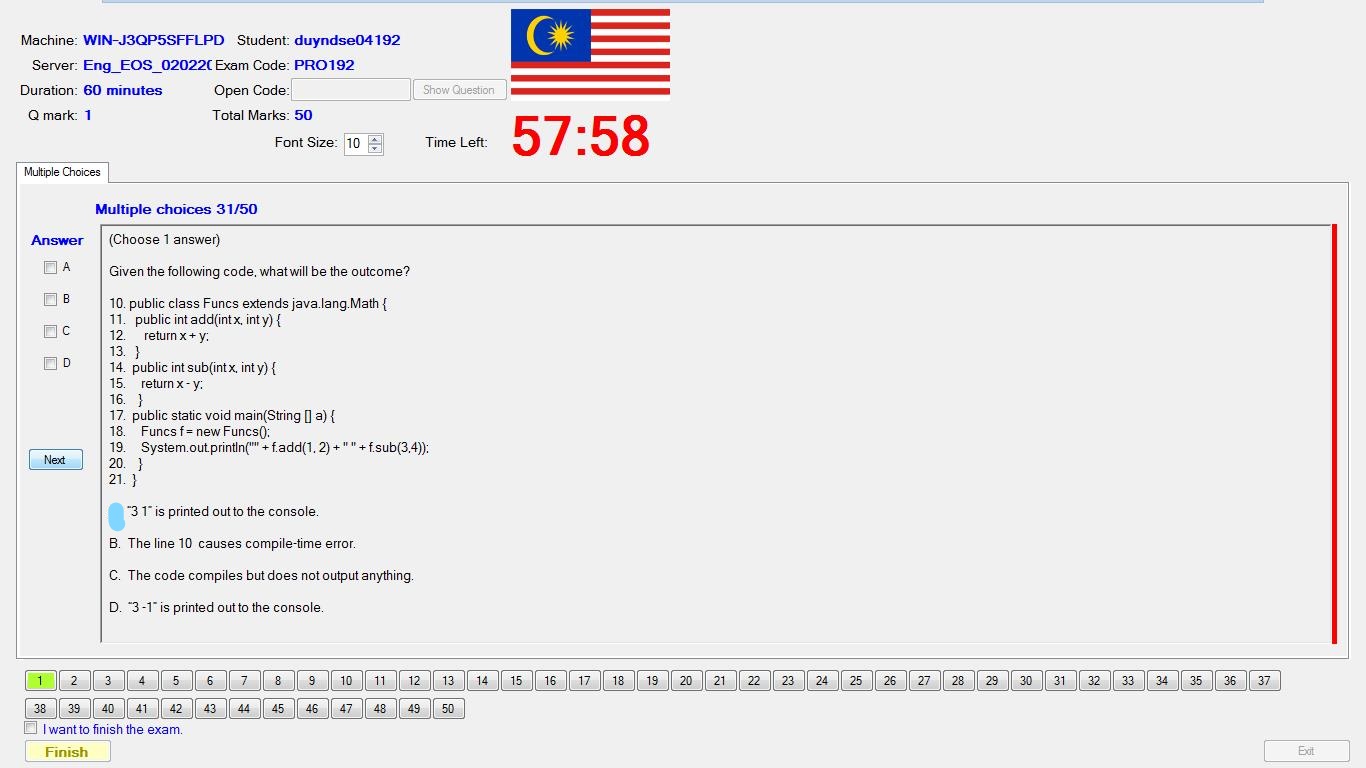 Machine: WIN-J3QP5SFFLPD Student: duyndse04192
Server: Eng_EOS_020220 Exam Code: PRO192
Duration: 60 minutes Open Code: Show Question
Q mark: 1 Total Marks: 50
Font Size: 10 Time Left: 57:58
Multiple Choices
Multiple choices 31/50
Answer
A
B
C
D
Next
(Choose 1 answer)
Given the following code, what will be the outcome?
10. public class Funcs extends java.lang.Math {
11. public int add(int x, int y) {
12. return x + y;
13. }
14. public int sub(int x, int y) {
15. return x - y;
16. }
17. public static void main(String [] a) {
18. Funcs f = new Funcs();
19. System.out.println("" + f.add(1, 2) + " " + f.sub(3,4));
20. }
21. }
"3 1" is printed out to the console.
B. The line 10 causes compile-time error.
C. The code compiles but does not output anything.
D. "3 -1" is printed out to the console.
1 2 3 4 5 6 7 8 9 10 11 12 13 14 15 16 17 18 19 20 21 22 23 24 25 26 27 28 29 30 31 32 33 34 35 36 37
38 39 40 41 42 43 44 45 46 47 48 49 50
I want to finish the exam.
Finish Exit